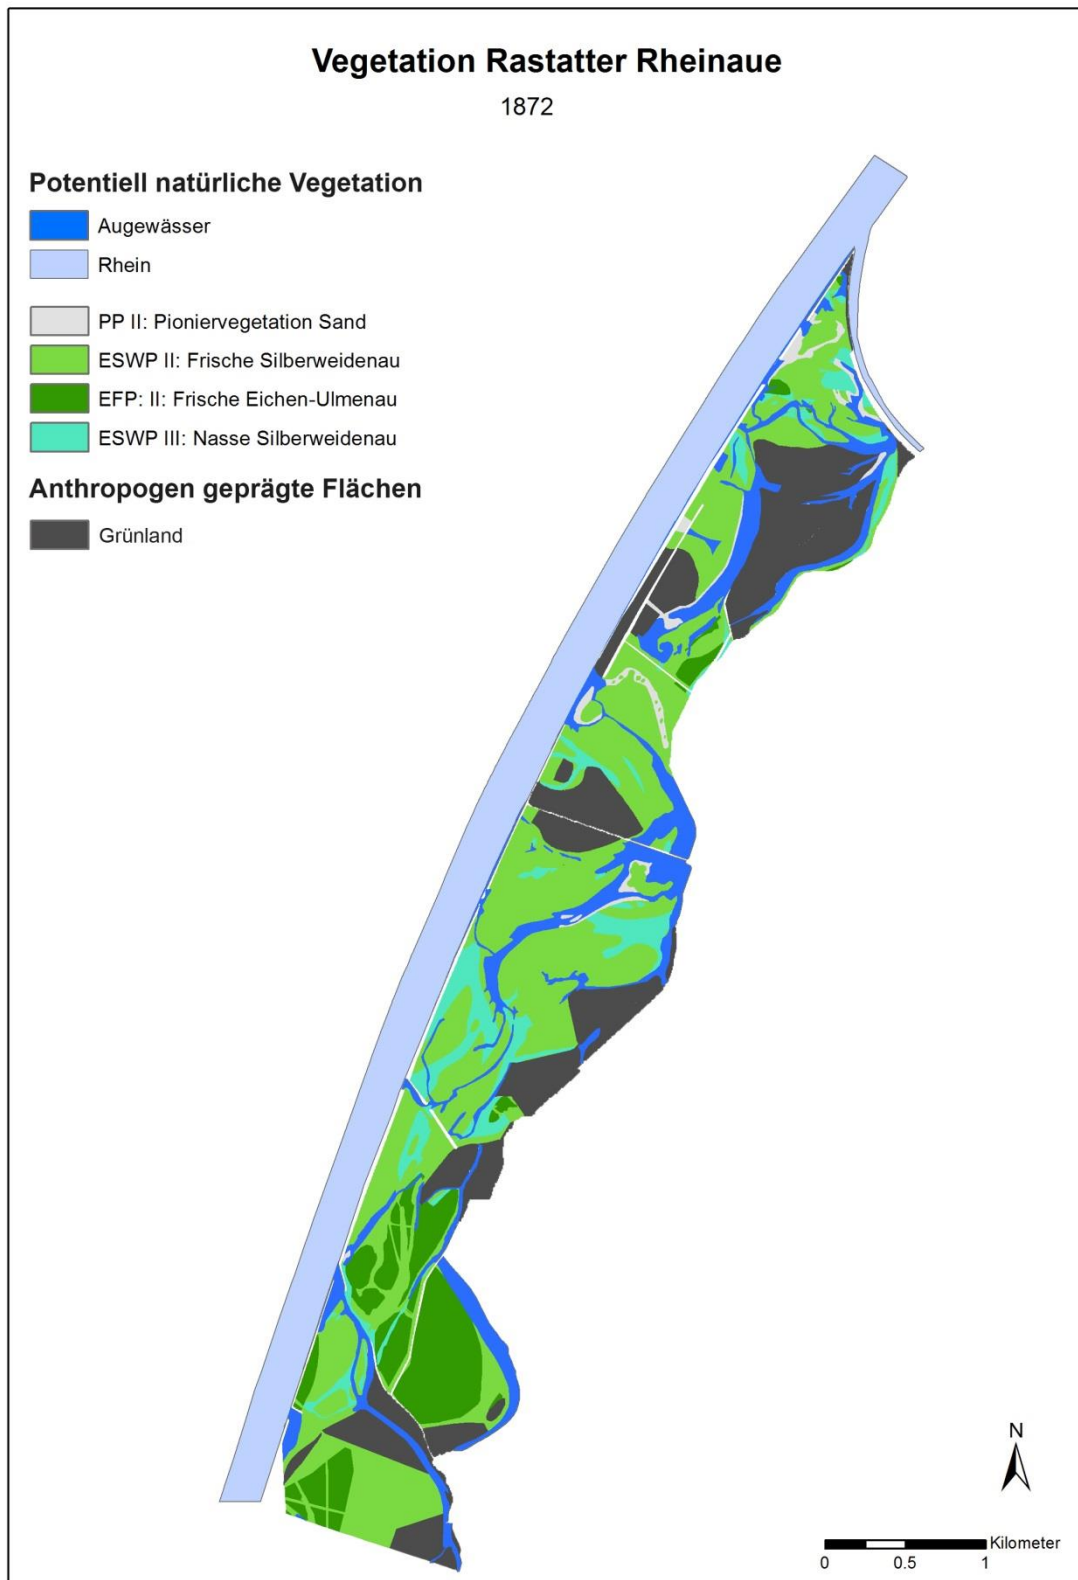 Vegetation Rastatter Rheinaue
1872
Potentiell natürliche Vegetation
Augewässer
Rhein
PP II: Pioniervegetation Sand
ESWP II: Frische Silberweidenau
EFP: II: Frische Eichen-Ulmenau
ESWP III: Nasse Silberweidenau
Anthropogen geprägte Flächen
Grünland
N
Kilometer
0 0.5 1